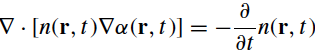 ∇ · [n(r, t)∇α(r, t)] = −∂/∂t n(r, t)